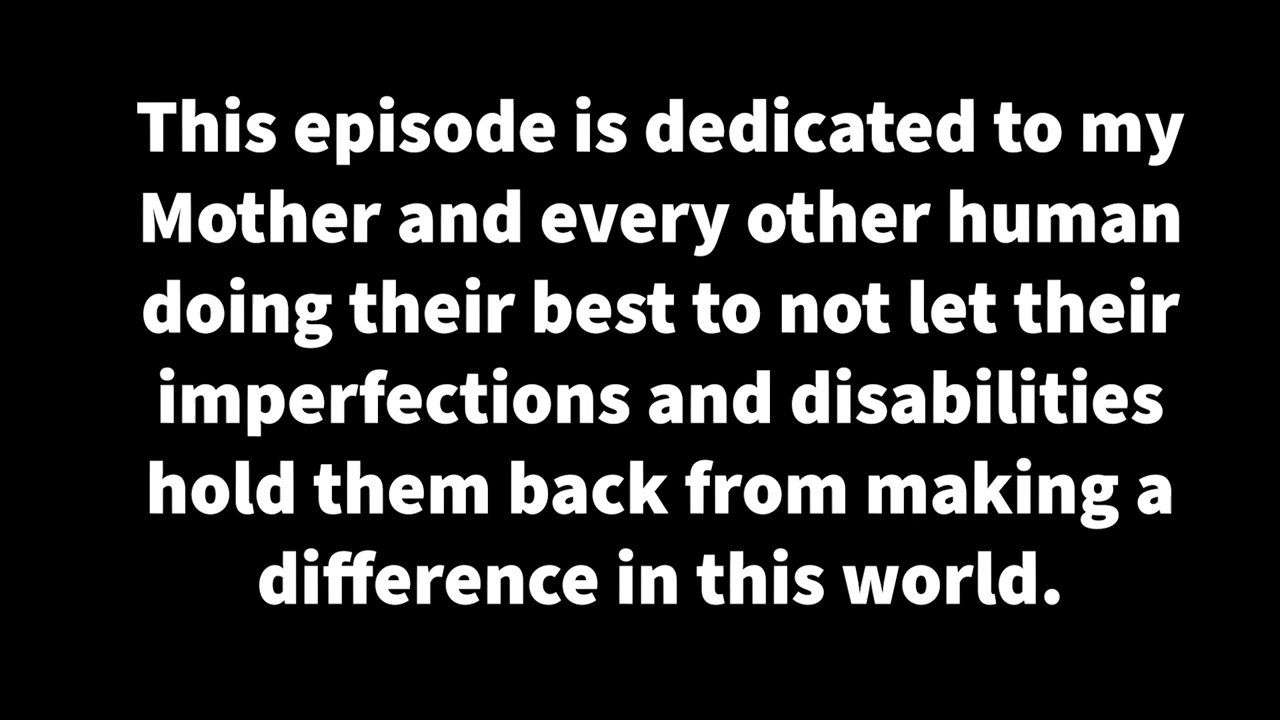 This episode is dedicated to my
Mother and every other human
doing their best to not let their
imperfections and disabilities
hold them back from making a
difference in this world.